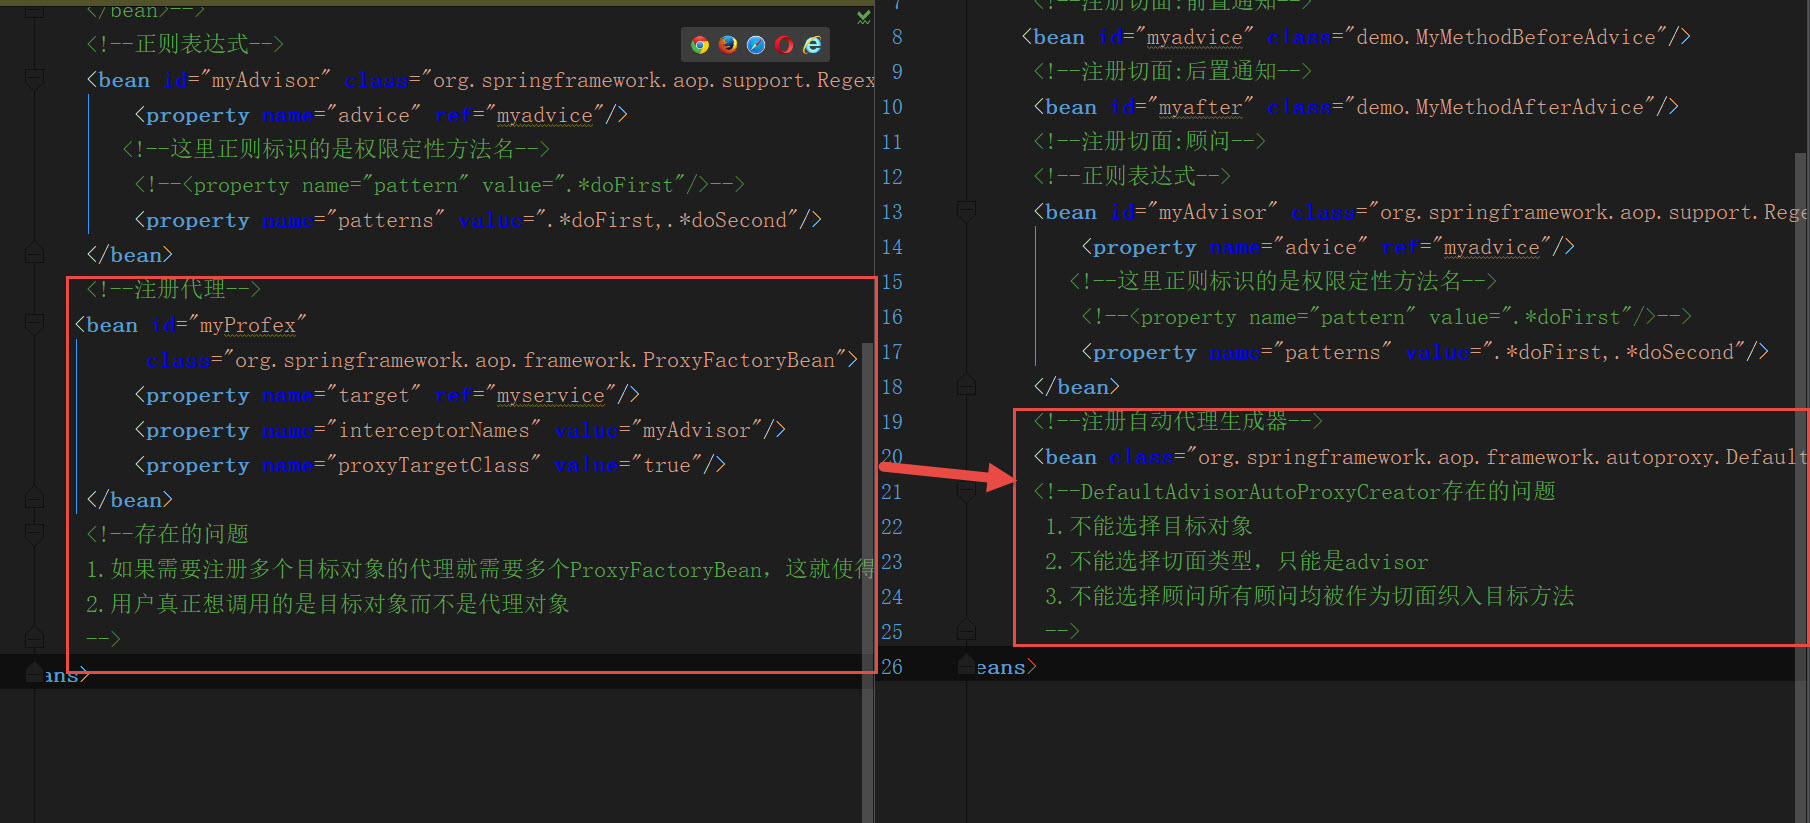 </bean>-->
<!--正则表达式-->
<bean id="myAdvisor" class="org.springframework.aop.support.Regex
<property name="advice" ref="myadvice"/>
<!--这里正则标识的是权限定性方法名-->
<!--<property name="pattern" value=".*doFirst"/>-->
<property name="patterns" value=".*doFirst,.*doSecond"/>
</bean>
<!--注册代理-->
<bean id="myProfex"
class="org.springframework.aop.framework.ProxyFactoryBean">
<property name="target" ref="myservice"/>
<property name="interceptorNames" value="myAdvisor"/>
<property name="proxyTargetClass" value="true"/>
</bean>
<!--存在的问题
1.如果需要注册多个目标对象的代理就需要多个ProxyFactoryBean，这就使得
2.用户真正想调用的是目标对象而不是代理对象
-->
ans>
7 <!--注册切面:前置通知-->
8 <bean id="myadvice" class="demo.MyMethodBeforeAdvice"/>
9 <!--注册切面:后置通知-->
10 <bean id="myafter" class="demo.MyMethodAfterAdvice"/>
11 <!--注册切面:顾问-->
12 <!--正则表达式-->
13 <bean id="myAdvisor" class="org.springframework.aop.support.Rege
14 <property name="advice" ref="myadvice"/>
15 <!--这里正则标识的是权限定性方法名-->
16 <!--<property name="pattern" value=".*doFirst"/>-->
17 <property name="patterns" value=".*doFirst,.*doSecond"/>
18 </bean>
19 <!--注册自动代理生成器-->
20 <bean class="org.springframework.aop.framework.autoproxy.Default
21 <!--DefaultAdvisorAutoProxyCreator存在的问题
22 1.不能选择目标对象
23 2.不能选择切面类型，只能是advisor
24 3.不能选择顾问所有顾问均被作为切面织入目标方法
25 -->
26 eans>